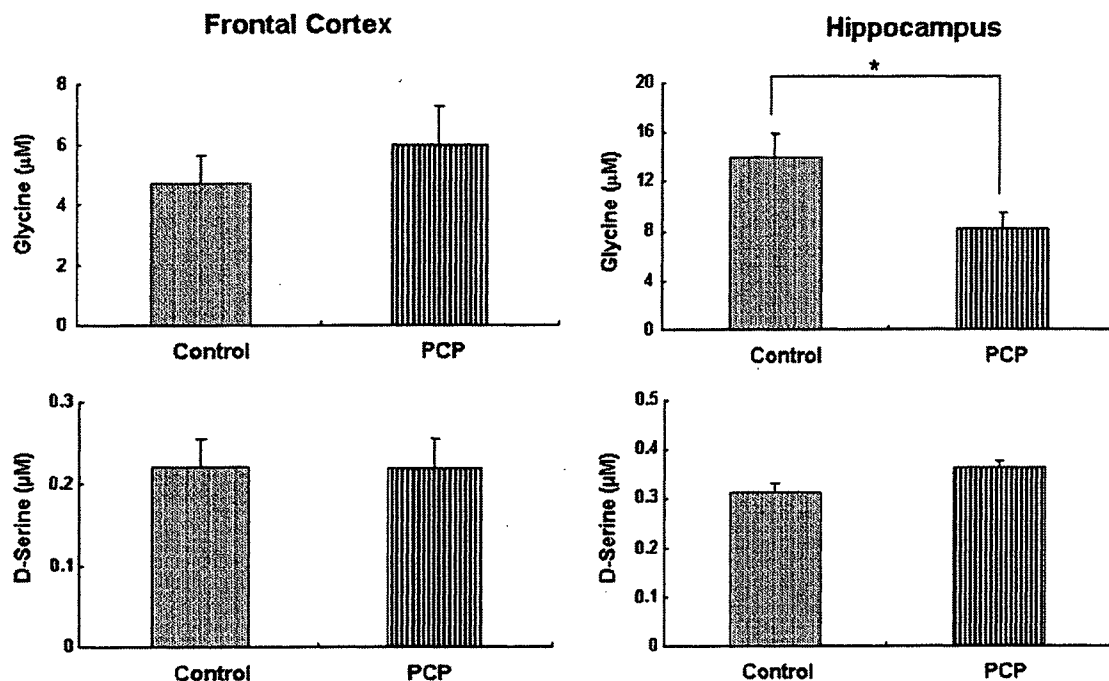 Frontal Cortex
Glycine (μM)
8
6
4
2
0
Control
PCP
Hippocampus
*
Glycine (μM)
20
16
12
8
4
0
Control
PCP
D-Serine (μM)
0.3
0.2
0.1
0
Control
PCP
D-Serine (μM)
0.5
0.4
0.3
0.2
0.1
0
Control
PCP